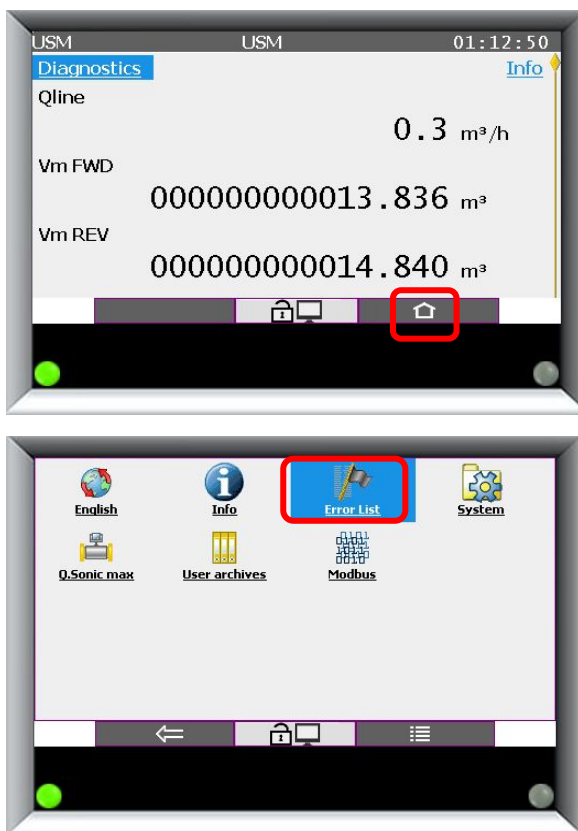 USM USM 01:12:50
Diagnostics Info
Qline
0.3 m³/h
Vm FWD
000000000013.836 m³
Vm REV
000000000014.840 m³
English Info Error List System
Q.Sonic max User archives Modbus